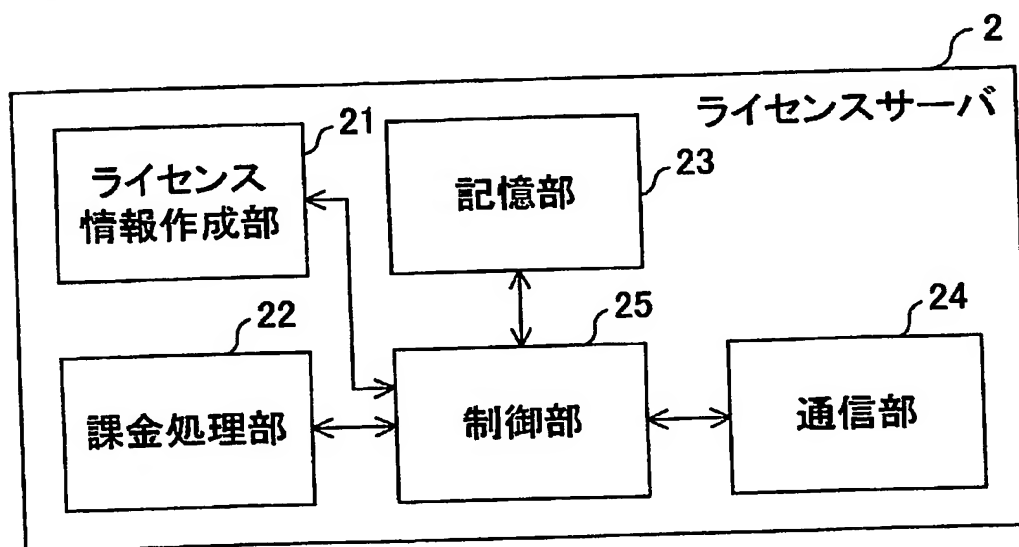 2
ライセンスサーバ
21
ライセンス
情報作成部
23
記憶部
22
課金処理部
25
制御部
24
通信部